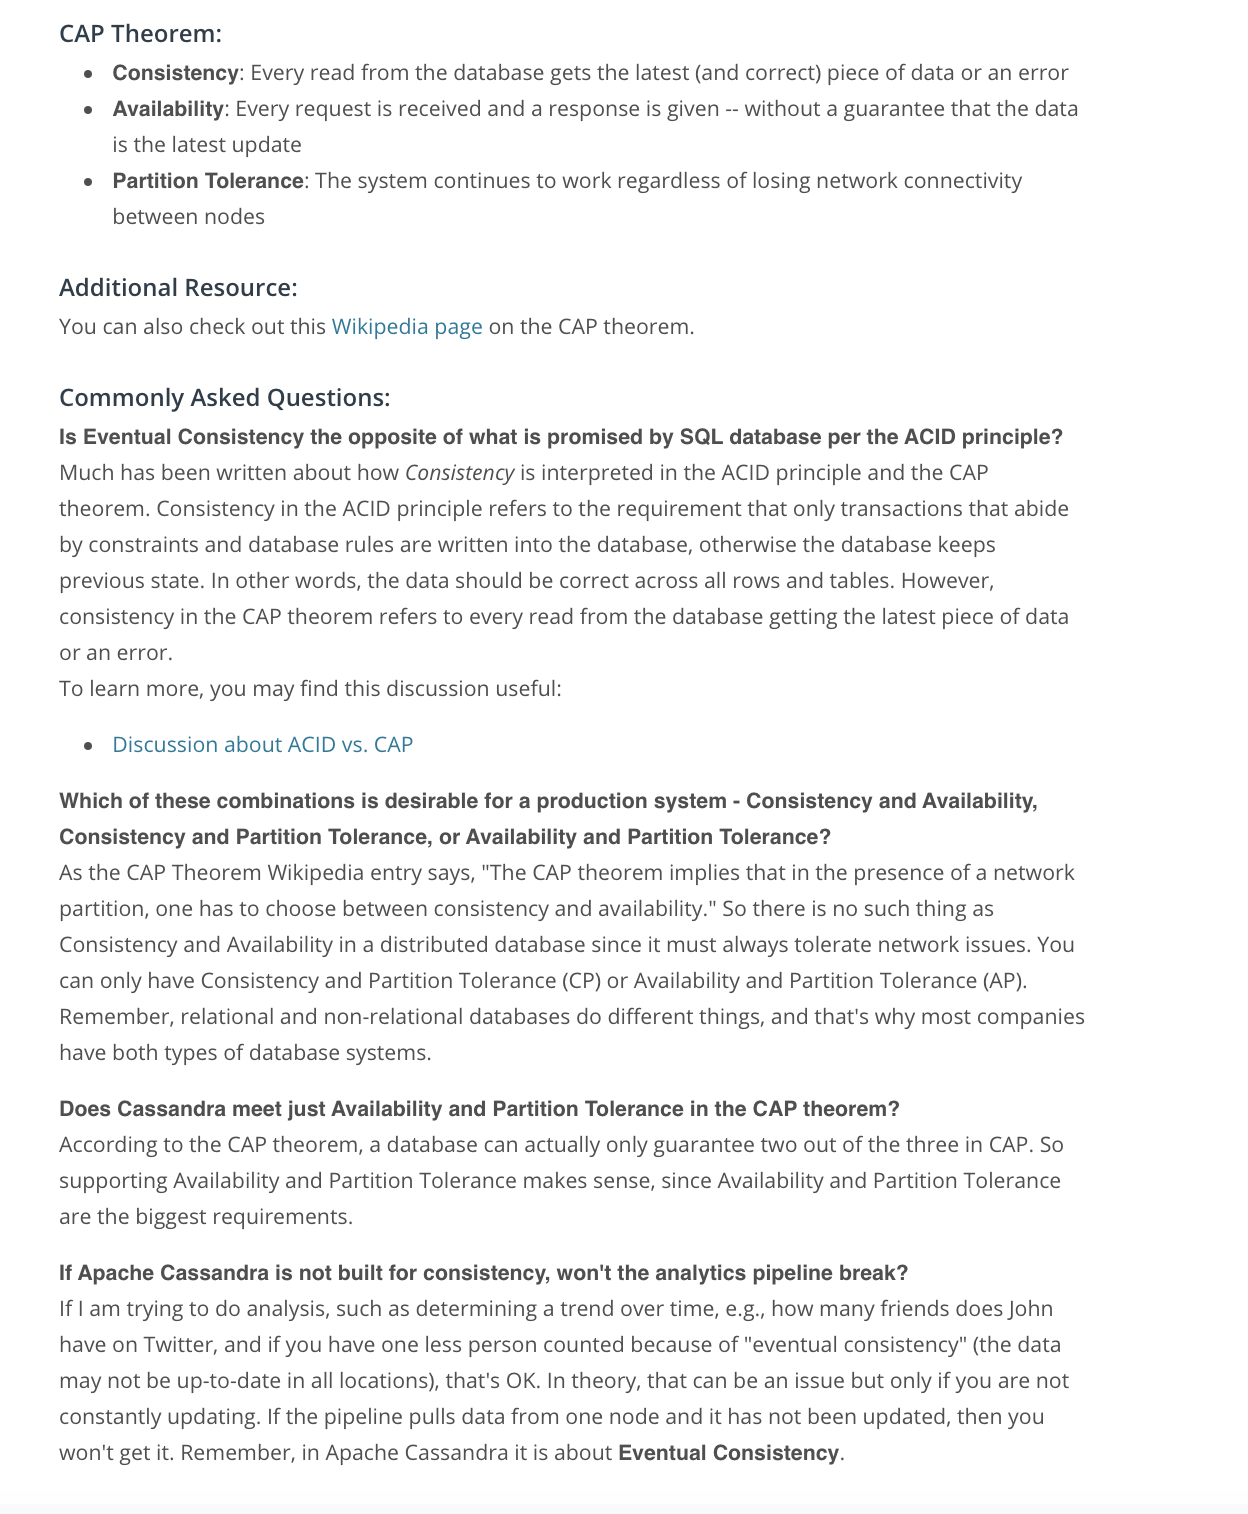 CAP Theorem:
• Consistency: Every read from the database gets the latest (and correct) piece of data or an error
• Availability: Every request is received and a response is given -- without a guarantee that the data
is the latest update
• Partition Tolerance: The system continues to work regardless of losing network connectivity
between nodes
Additional Resource:
You can also check out this Wikipedia page on the CAP theorem.
Commonly Asked Questions:
Is Eventual Consistency the opposite of what is promised by SQL database per the ACID principle?
Much has been written about how Consistency is interpreted in the ACID principle and the CAP
theorem. Consistency in the ACID principle refers to the requirement that only transactions that abide
by constraints and database rules are written into the database, otherwise the database keeps
previous state. In other words, the data should be correct across all rows and tables. However,
consistency in the CAP theorem refers to every read from the database getting the latest piece of data
or an error.
To learn more, you may find this discussion useful:
• Discussion about ACID vs. CAP
Which of these combinations is desirable for a production system - Consistency and Availability,
Consistency and Partition Tolerance, or Availability and Partition Tolerance?
As the CAP Theorem Wikipedia entry says, "The CAP theorem implies that in the presence of a network
partition, one has to choose between consistency and availability." So there is no such thing as
Consistency and Availability in a distributed database since it must always tolerate network issues. You
can only have Consistency and Partition Tolerance (CP) or Availability and Partition Tolerance (AP).
Remember, relational and non-relational databases do different things, and that's why most companies
have both types of database systems.
Does Cassandra meet just Availability and Partition Tolerance in the CAP theorem?
According to the CAP theorem, a database can actually only guarantee two out of the three in CAP. So
supporting Availability and Partition Tolerance makes sense, since Availability and Partition Tolerance
are the biggest requirements.
If Apache Cassandra is not built for consistency, won't the analytics pipeline break?
If I am trying to do analysis, such as determining a trend over time, e.g., how many friends does John
have on Twitter, and if you have one less person counted because of "eventual consistency" (the data
may not be up-to-date in all locations), that's OK. In theory, that can be an issue but only if you are not
constantly updating. If the pipeline pulls data from one node and it has not been updated, then you
won't get it. Remember, in Apache Cassandra it is about Eventual Consistency.